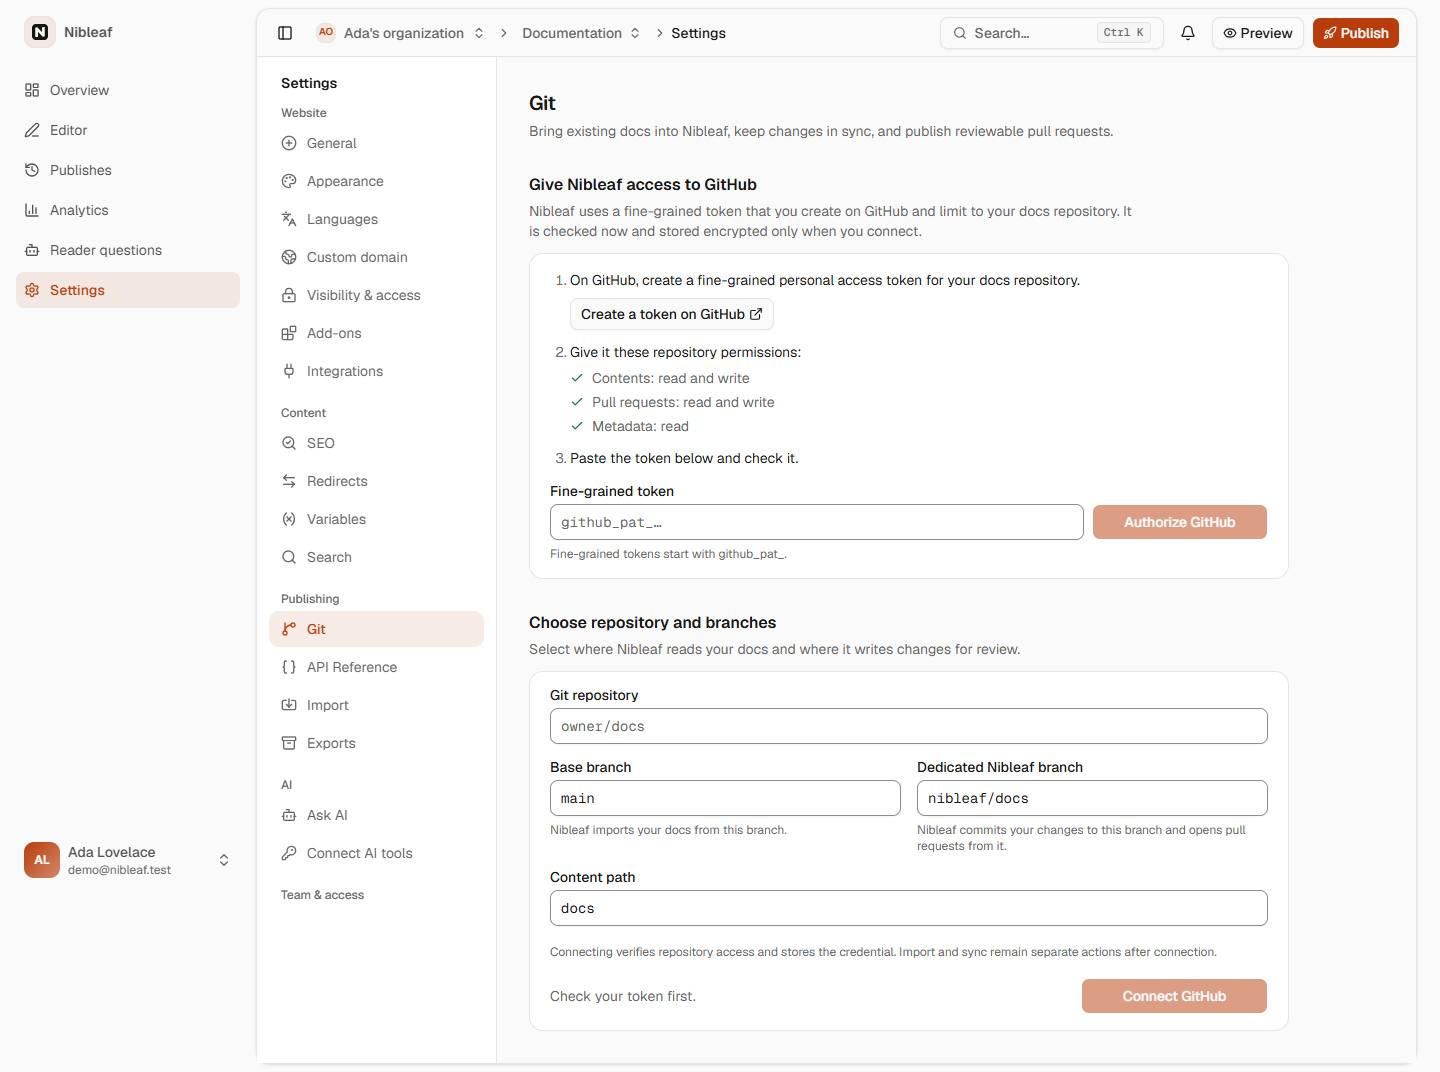 Nibleaf
Overview
Editor
Publishes
Analytics
Reader questions
Settings
AL
Ada Lovelace
demo@nibleaf.test
AO Ada's organization
Documentation
Settings
Search…
Ctrl K
Preview
Publish
Settings
Website
General
Appearance
Languages
Custom domain
Visibility & access
Add-ons
Integrations
Content
SEO
Redirects
Variables
Search
Publishing
Git
API Reference
Import
Exports
AI
Ask AI
Connect AI tools
Team & access
Git
Bring existing docs into Nibleaf, keep changes in sync, and publish reviewable pull requests.
Give Nibleaf access to GitHub
Nibleaf uses a fine-grained token that you create on GitHub and limit to your docs repository. It
is checked now and stored encrypted only when you connect.
1. On GitHub, create a fine-grained personal access token for your docs repository.
Create a token on GitHub
2. Give it these repository permissions:
Contents: read and write
Pull requests: read and write
Metadata: read
3. Paste the token below and check it.
Fine-grained token
github_pat_…
Authorize GitHub
Fine-grained tokens start with github_pat_.
Choose repository and branches
Select where Nibleaf reads your docs and where it writes changes for review.
Git repository
owner/docs
Base branch
main
Nibleaf imports your docs from this branch.
Dedicated Nibleaf branch
nibleaf/docs
Nibleaf commits your changes to this branch and opens pull
requests from it.
Content path
docs
Connecting verifies repository access and stores the credential. Import and sync remain separate actions after connection.
Check your token first.
Connect GitHub